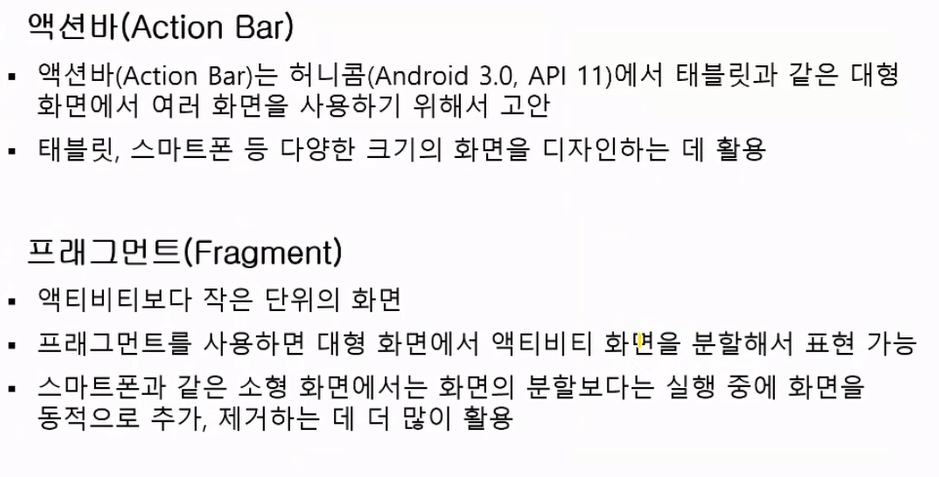 액션바(Action Bar)
▪ 액션바(Action Bar)는 허니콤(Android 3.0, API 11)에서 태블릿과 같은 대형
화면에서 여러 화면을 사용하기 위해서 고안
▪ 태블릿, 스마트폰 등 다양한 크기의 화면을 디자인하는 데 활용
프래그먼트(Fragment)
▪ 액티비티보다 작은 단위의 화면
▪ 프래그먼트를 사용하면 대형 화면에서 액티비티 화면을 분할해서 표현 가능
▪ 스마트폰과 같은 소형 화면에서는 화면의 분할보다는 실행 중에 화면을
동적으로 추가, 제거하는 데 더 많이 활용